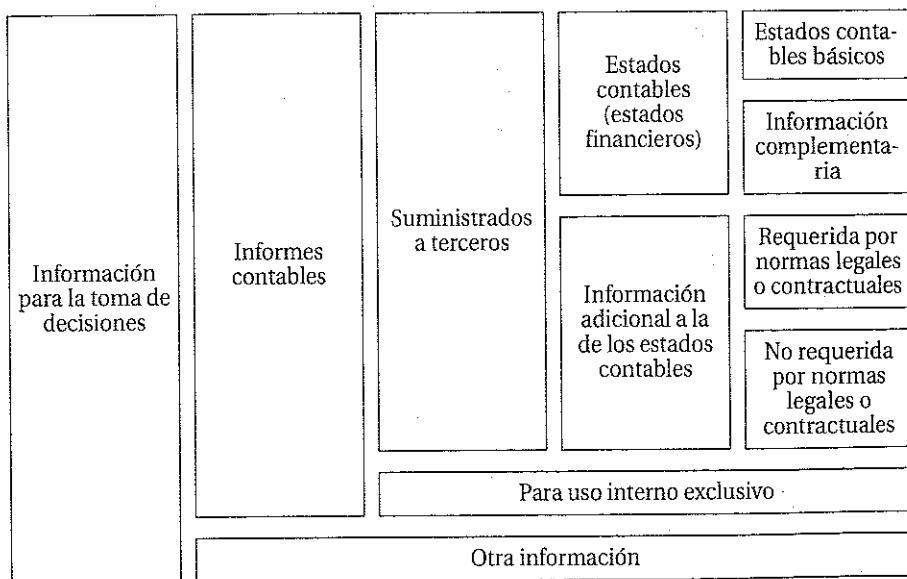 Información
para la toma de
decisiones
Informes
contables
Suministrados
a terceros
Estados
contables
(estados
financieros)
Estados conta-
bles básicos
Información
complementa-
ria
Información
adicional a la
de los estados
contables
Requerida por
normas legales
o contractuales
No requerida
por normas
legales o
contractuales
Para uso interno exclusivo
Otra información